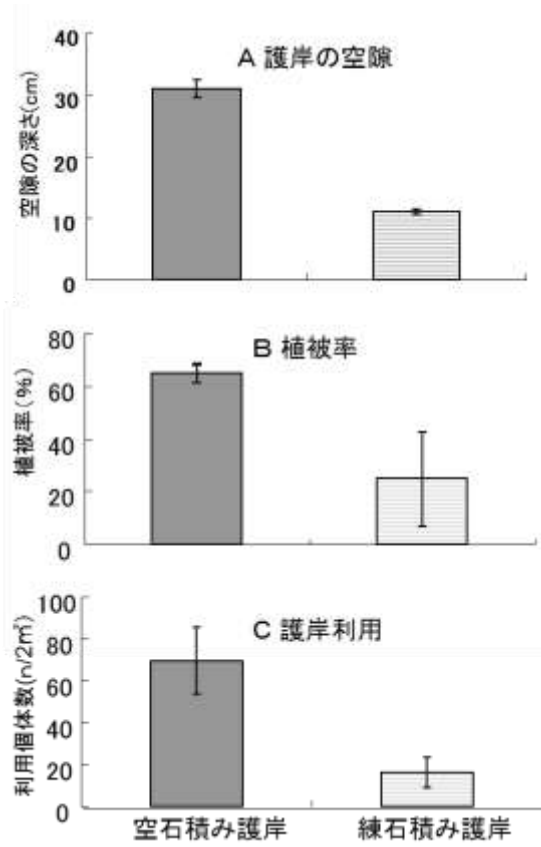 A 護岸の空隙
空隙の深さ(cm)
40
30
20
10
0
B 植被率
植被率(%)
80
60
40
20
0
C 護岸利用
利用個体数(n/2㎡)
100
80
60
40
20
0
空石積み護岸 練石積み護岸